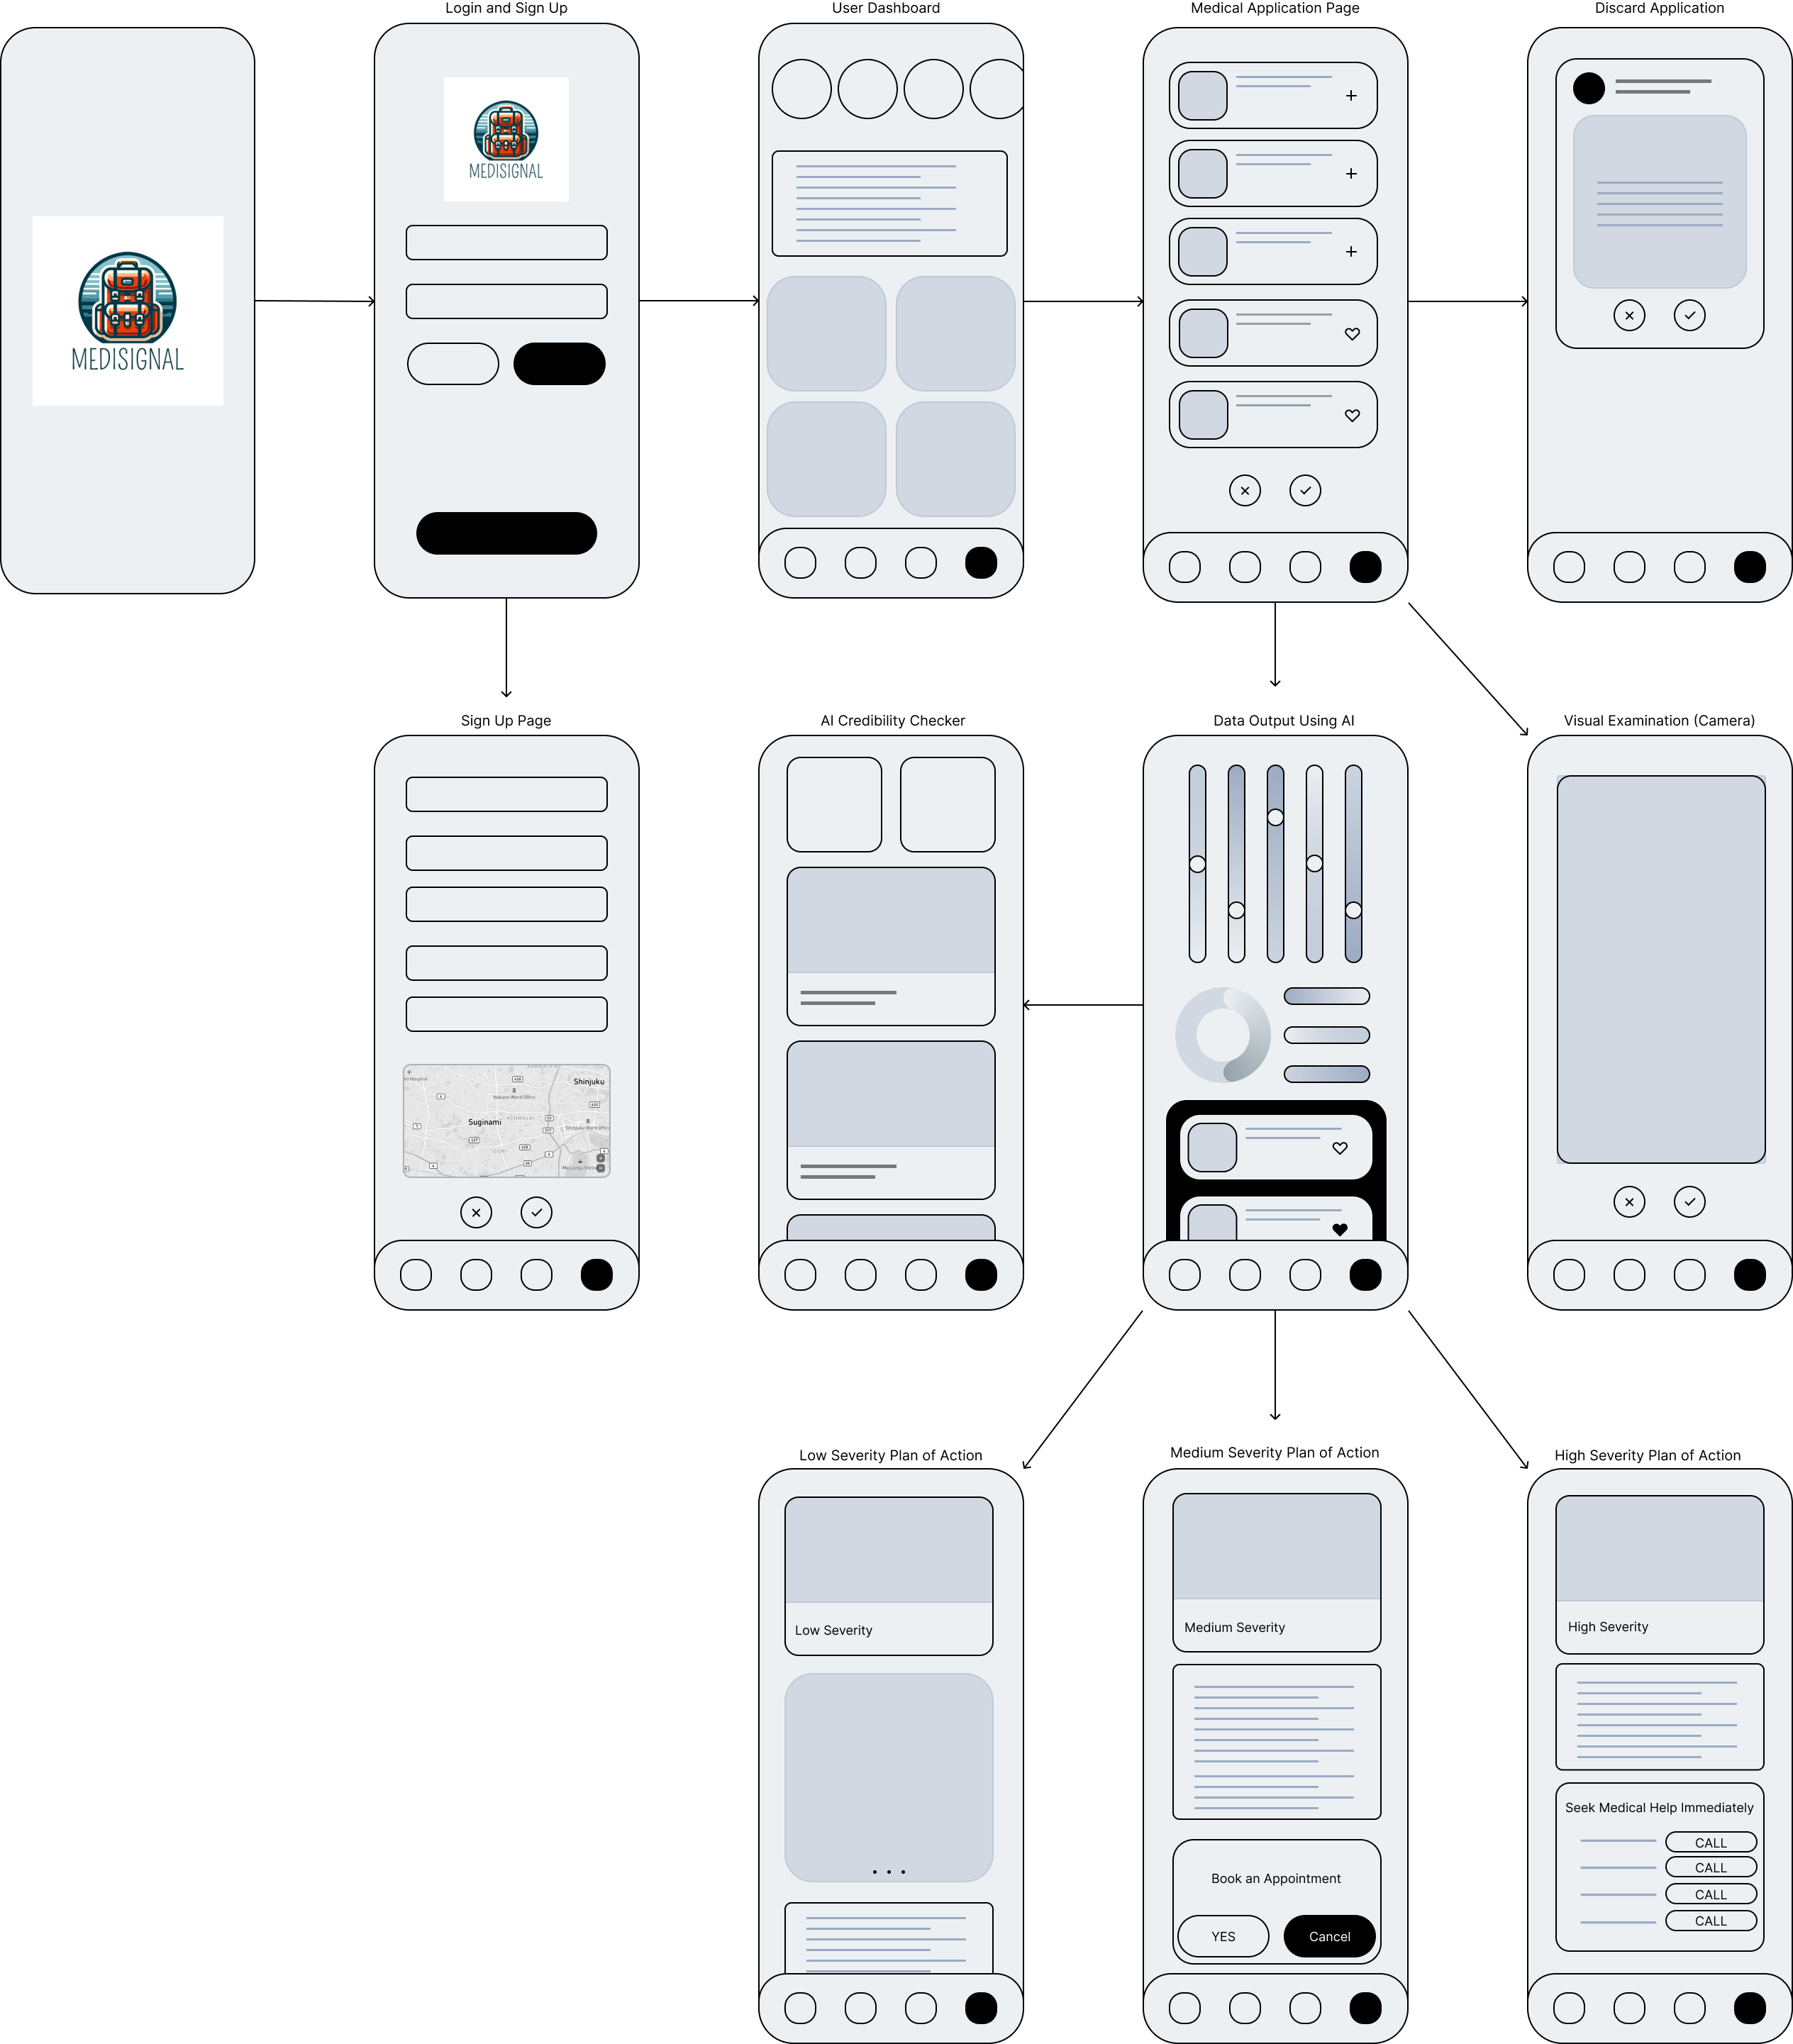 Login and Sign Up
User Dashboard
Medical Application Page
Discard Application
MEDISIGNAL
MEDISIGNAL
Sign Up Page
AI Credibility Checker
Data Output Using AI
Visual Examination (Camera)
Shinjuku
Nakano Ward Office
Suginami
Low Severity Plan of Action
Medium Severity Plan of Action
High Severity Plan of Action
Low Severity
Medium Severity
High Severity
Seek Medical Help Immediately
CALL
CALL
CALL
CALL
Book an Appointment
YES
Cancel